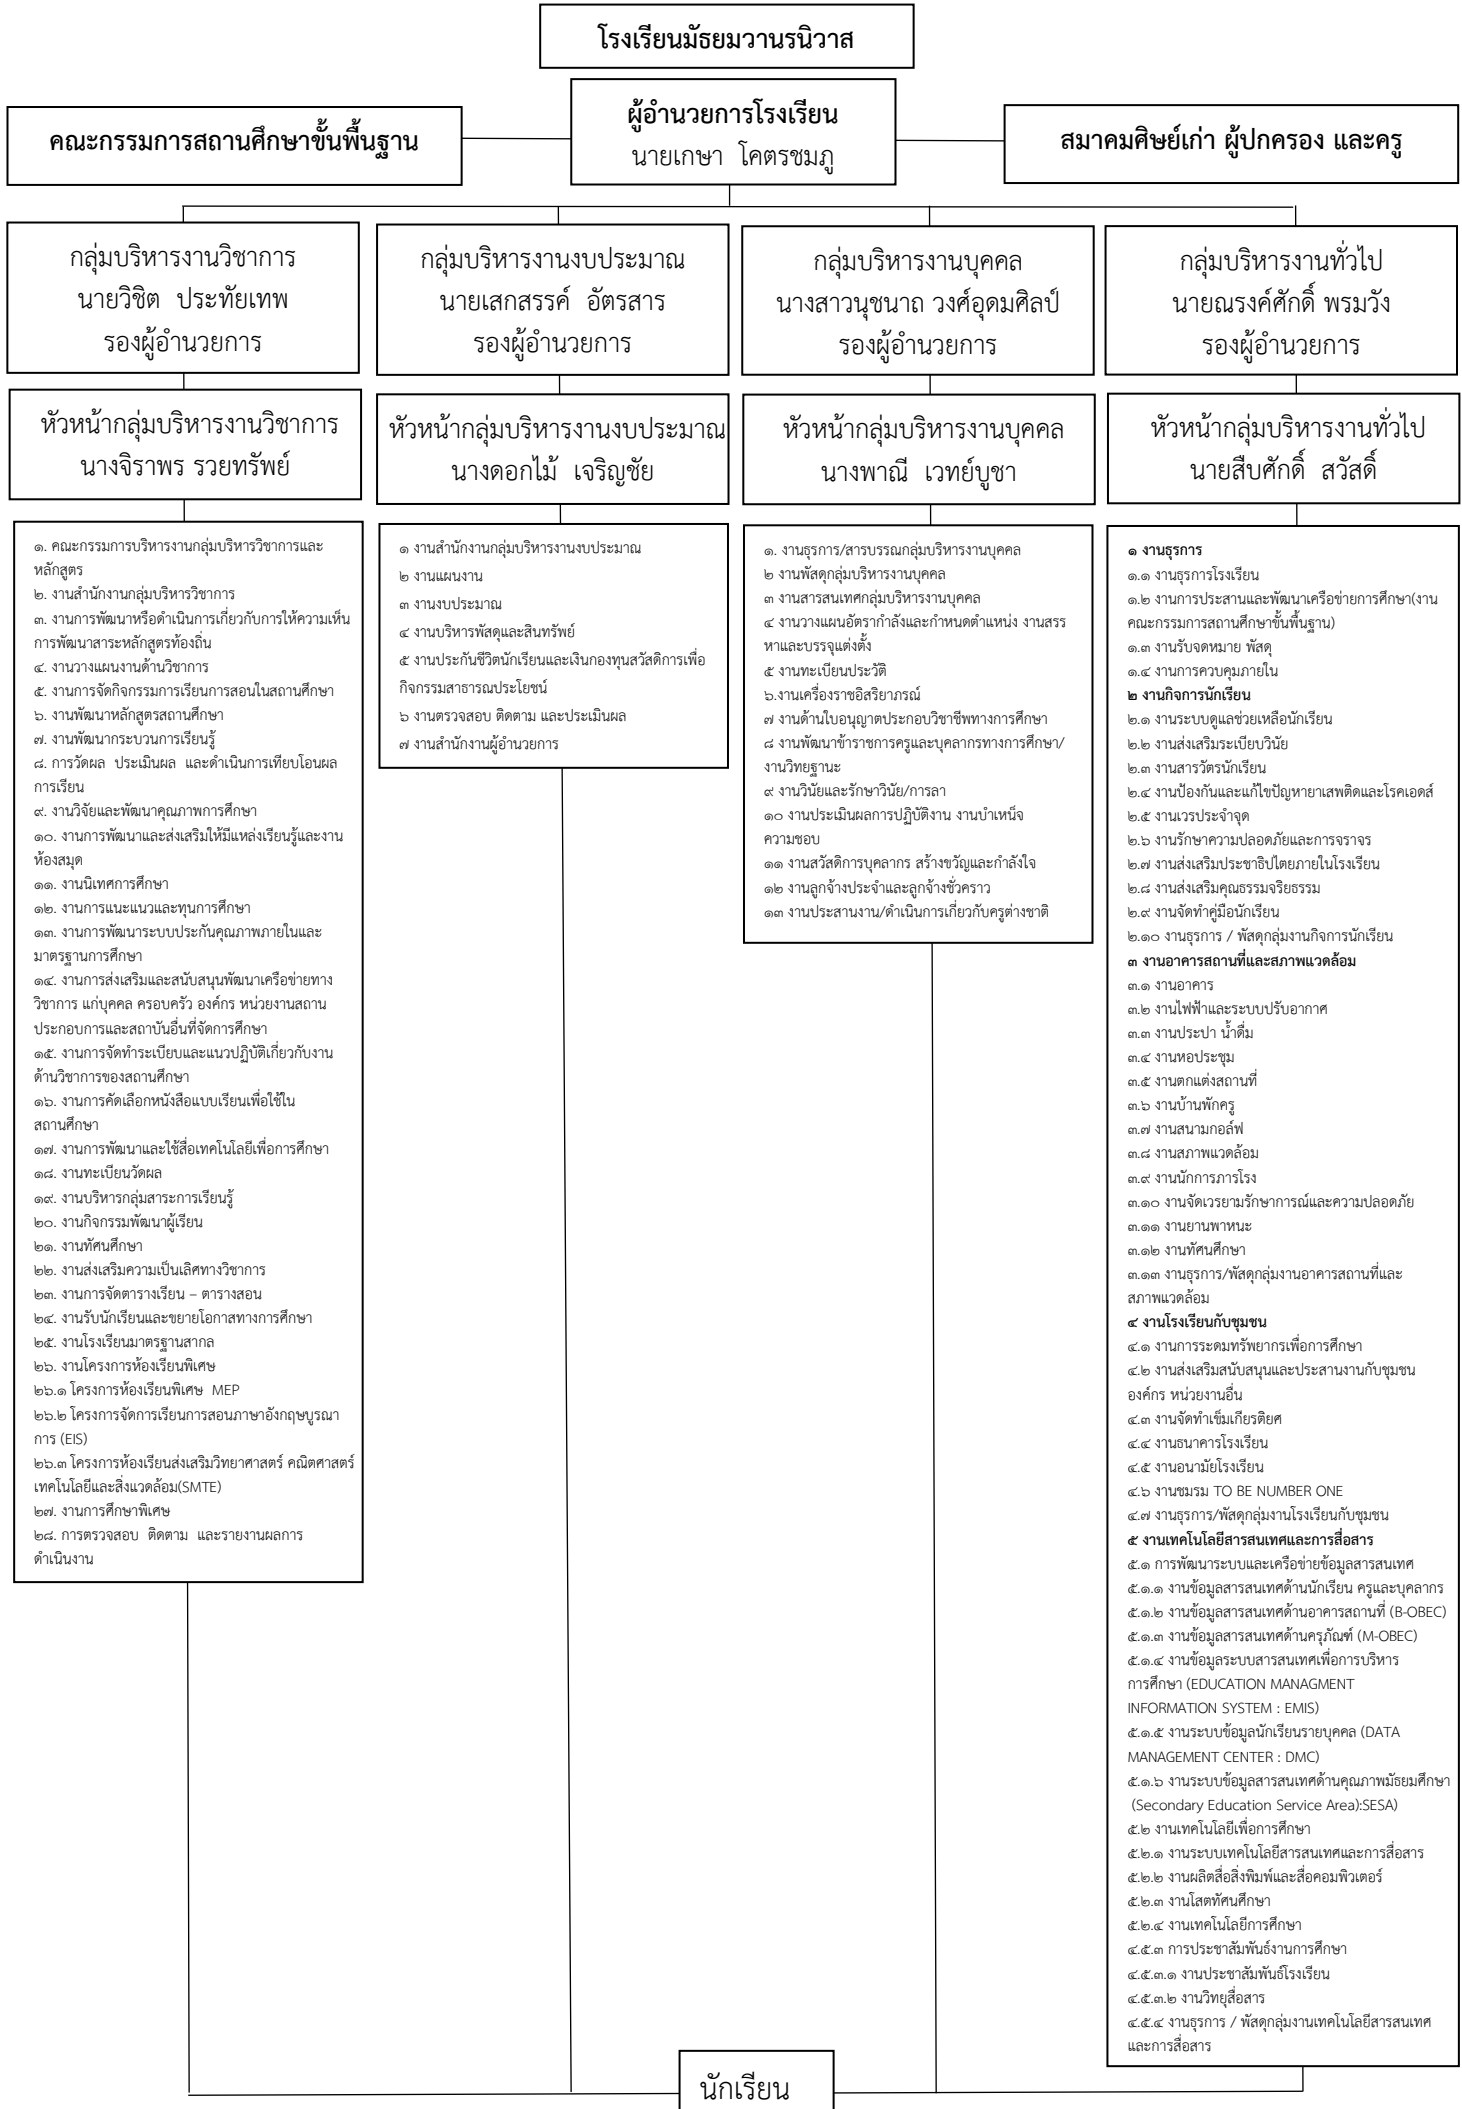 โรงเรียนมัธยมวานรนิวาส
คณะกรรมการสถานศึกษาขั้นพื้นฐาน
ผู้อำนวยการโรงเรียน
นายเกษา โคตรชมภู
สมาคมศิษย์เก่า ผู้ปกครอง และครู
กลุ่มบริหารงานวิชาการ
นายวิชิต ประทัยเทพ
รองผู้อำนวยการ
กลุ่มบริหารงานงบประมาณ
นายเสกสรรค์ อัตรสาร
รองผู้อำนวยการ
กลุ่มบริหารงานบุคคล
นางสาวนุชนาถ วงศ์อุดมศิลป์
รองผู้อำนวยการ
กลุ่มบริหารงานทั่วไป
นายณรงค์ศักดิ์ พรมวัง
รองผู้อำนวยการ
หัวหน้ากลุ่มบริหารงานวิชาการ
นางจิราพร รวยทรัพย์
หัวหน้ากลุ่มบริหารงานงบประมาณ
นางดอกไม้ เจริญชัย
หัวหน้ากลุ่มบริหารงานบุคคล
นางพาณี เวทย์บูชา
หัวหน้ากลุ่มบริหารงานทั่วไป
นายสืบศักดิ์ สวัสดิ์
๑. คณะกรรมการบริหารงานกลุ่มบริหารวิชาการและ
หลักสูตร
๒. งานสำนักงานกลุ่มบริหารวิชาการ
๓. งานการพัฒนาหรือดำเนินการเกี่ยวกับการให้ความเห็น
การพัฒนาสาระหลักสูตรท้องถิ่น
๔. งานวางแผนงานด้านวิชาการ
๕. งานการจัดกิจกรรมการเรียนการสอนในสถานศึกษา
๖. งานพัฒนาหลักสูตรสถานศึกษา
๗. งานพัฒนากระบวนการเรียนรู้
๘. การวัดผล ประเมินผล และดำเนินการเทียบโอนผล
การเรียน
๙. งานวิจัยและพัฒนาคุณภาพการศึกษา
๑๐. งานการพัฒนาและส่งเสริมให้มีแหล่งเรียนรู้และงาน
ห้องสมุด
๑๑. งานนิเทศการศึกษา
๑๒. งานการแนะแนวและทุนการศึกษา
๑๓. งานการพัฒนาระบบประกันคุณภาพภายในและ
มาตรฐานการศึกษา
๑๔. งานการส่งเสริมและสนับสนุนพัฒนาเครือข่ายทาง
วิชาการ แก่บุคคล ครอบครัว องค์กร หน่วยงานสถาน
ประกอบการและสถาบันอื่นที่จัดการศึกษา
๑๕. งานการจัดทำระเบียบและแนวปฏิบัติเกี่ยวกับงาน
ด้านวิชาการของสถานศึกษา
๑๖. งานการคัดเลือกหนังสือแบบเรียนเพื่อใช้ใน
สถานศึกษา
๑๗. งานการพัฒนาและใช้สื่อเทคโนโลยีเพื่อการศึกษา
๑๘. งานทะเบียนวัดผล
๑๙. งานบริหารกลุ่มสาระการเรียนรู้
๒๐. งานกิจกรรมพัฒนาผู้เรียน
๒๑. งานทัศนศึกษา
๒๒. งานส่งเสริมความเป็นเลิศทางวิชาการ
๒๓. งานการจัดตารางเรียน – ตารางสอน
๒๔. งานรับนักเรียนและขยายโอกาสทางการศึกษา
๒๕. งานโรงเรียนมาตรฐานสากล
๒๖. งานโครงการห้องเรียนพิเศษ
๒๖.๑ โครงการห้องเรียนพิเศษ MEP
๒๖.๒ โครงการจัดการเรียนการสอนภาษาอังกฤษบูรณา
การ (EIS)
๒๖.๓ โครงการห้องเรียนส่งเสริมวิทยาศาสตร์ คณิตศาสตร์
เทคโนโลยีและสิ่งแวดล้อม(SMTE)
๒๗. งานการศึกษาพิเศษ
๒๘. การตรวจสอบ ติดตาม และรายงานผลการ
ดำเนินงาน
๑ งานสำนักงานกลุ่มบริหารงานงบประมาณ
๒ งานแผนงาน
๓ งานงบประมาณ
๔ งานบริหารพัสดุและสินทรัพย์
๕ งานประกันชีวิตนักเรียนและเงินกองทุนสวัสดิการเพื่อ
กิจกรรมสาธารณประโยชน์
๖ งานตรวจสอบ ติดตาม และประเมินผล
๗ งานสำนักงานผู้อำนวยการ
๑. งานธุรการ/สารบรรณกลุ่มบริหารงานบุคคล
๒ งานพัสดุกลุ่มบริหารงานบุคคล
๓ งานสารสนเทศกลุ่มบริหารงานบุคคล
๔ งานวางแผนอัตรากำลังและกำหนดตำแหน่ง งานสรร
หาและบรรจุแต่งตั้ง
๕ งานทะเบียนประวัติ
๖.งานเครื่องราชอิสริยาภรณ์
๗ งานด้านใบอนุญาตประกอบวิชาชีพทางการศึกษา
๘ งานพัฒนาข้าราชการครูและบุคลากรทางการศึกษา/
งานวิทยฐานะ
๙ งานวินัยและรักษาวินัย/การลา
๑๐ งานประเมินผลการปฏิบัติงาน งานบำเหน็จ
ความชอบ
๑๑ งานสวัสดิการบุคลากร สร้างขวัญและกำลังใจ
๑๒ งานลูกจ้างประจำและลูกจ้างชั่วคราว
๑๓ งานประสานงาน/ดำเนินการเกี่ยวกับครูต่างชาติ
๑ งานธุรการ
๑.๑ งานธุรการโรงเรียน
๑.๒ งานการประสานและพัฒนาเครือข่ายการศึกษา(งาน
คณะกรรมการสถานศึกษาขั้นพื้นฐาน)
๑.๓ งานรับจดหมาย พัสดุ
๑.๔ งานการควบคุมภายใน
๒ งานกิจการนักเรียน
๒.๑ งานระบบดูแลช่วยเหลือนักเรียน
๒.๒ งานส่งเสริมระเบียบวินัย
๒.๓ งานสารวัตรนักเรียน
๒.๔ งานป้องกันและแก้ไขปัญหายาเสพติดและโรคเอดส์
๒.๕ งานเวรประจำจุด
๒.๖ งานรักษาความปลอดภัยและการจราจร
๒.๗ งานส่งเสริมประชาธิปไตยภายในโรงเรียน
๒.๘ งานส่งเสริมคุณธรรมจริยธรรม
๒.๙ งานจัดทำคู่มือนักเรียน
๒.๑๐ งานธุรการ / พัสดุกลุ่มงานกิจการนักเรียน
๓ งานอาคารสถานที่และสภาพแวดล้อม
๓.๑ งานอาคาร
๓.๒ งานไฟฟ้าและระบบปรับอากาศ
๓.๓ งานประปา น้ำดื่ม
๓.๔ งานหอประชุม
๓.๕ งานตกแต่งสถานที่
๓.๖ งานบ้านพักครู
๓.๗ งานสนามกอล์ฟ
๓.๘ งานสภาพแวดล้อม
๓.๙ งานนักการภารโรง
๓.๑๐ งานจัดเวรยามรักษาการณ์และความปลอดภัย
๓.๑๑ งานยานพาหนะ
๓.๑๒ งานทัศนศึกษา
๓.๑๓ งานธุรการ/พัสดุกลุ่มงานอาคารสถานที่และ
สภาพแวดล้อม
๔ งานโรงเรียนกับชุมชน
๔.๑ งานการระดมทรัพยากรเพื่อการศึกษา
๔.๒ งานส่งเสริมสนับสนุนและประสานงานกับชุมชน
องค์กร หน่วยงานอื่น
๔.๓ งานจัดทำเข็มเกียรติยศ
๔.๔ งานธนาคารโรงเรียน
๔.๕ งานอนามัยโรงเรียน
๔.๖ งานชมรม TO BE NUMBER ONE
๔.๗ งานธุรการ/พัสดุกลุ่มงานโรงเรียนกับชุมชน
๕ งานเทคโนโลยีสารสนเทศและการสื่อสาร
๕.๑ การพัฒนาระบบและเครือข่ายข้อมูลสารสนเทศ
๕.๑.๑ งานข้อมูลสารสนเทศด้านนักเรียน ครูและบุคลากร
๕.๑.๒ งานข้อมูลสารสนเทศด้านอาคารสถานที่ (B-OBEC)
๕.๑.๓ งานข้อมูลสารสนเทศด้านครุภัณฑ์ (M-OBEC)
๕.๑.๔ งานข้อมูลระบบสารสนเทศเพื่อการบริหาร
การศึกษา (EDUCATION MANAGMENT
INFORMATION SYSTEM : EMIS)
๕.๑.๕ งานระบบข้อมูลนักเรียนรายบุคคล (DATA
MANAGEMENT CENTER : DMC)
๕.๑.๖ งานระบบข้อมูลสารสนเทศด้านคุณภาพมัธยมศึกษา
(Secondary Education Service Area):SESA)
๕.๒ งานเทคโนโลยีเพื่อการศึกษา
๕.๒.๑ งานระบบเทคโนโลยีสารสนเทศและการสื่อสาร
๕.๒.๒ งานผลิตสื่อสิ่งพิมพ์และสื่อคอมพิวเตอร์
๕.๒.๓ งานโสตทัศนศึกษา
๕.๒.๔ งานเทคโนโลยีการศึกษา
๔.๕.๓ การประชาสัมพันธ์งานการศึกษา
๔.๕.๓.๑ งานประชาสัมพันธ์โรงเรียน
๔.๕.๓.๒ งานวิทยุสื่อสาร
๔.๕.๔ งานธุรการ / พัสดุกลุ่มงานเทคโนโลยีสารสนเทศ
และการสื่อสาร
นักเรียน